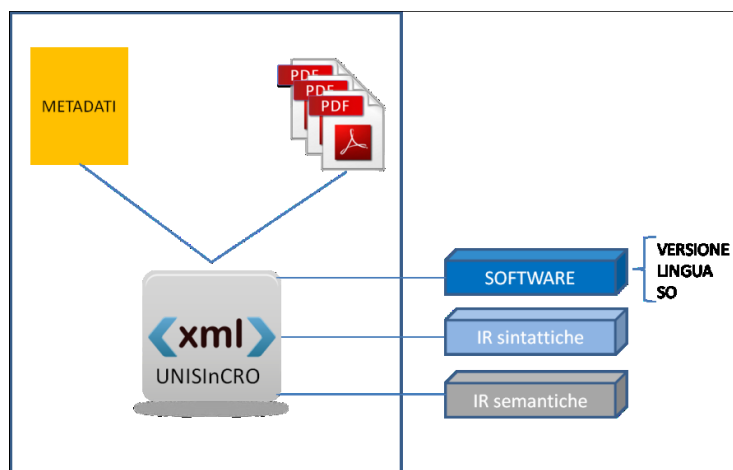 METADATI
PDF
PDF
PDF
<xml>
UNISInCRO
SOFTWARE
VERSIONE
LINGUA
SO
IR sintattiche
IR semantiche